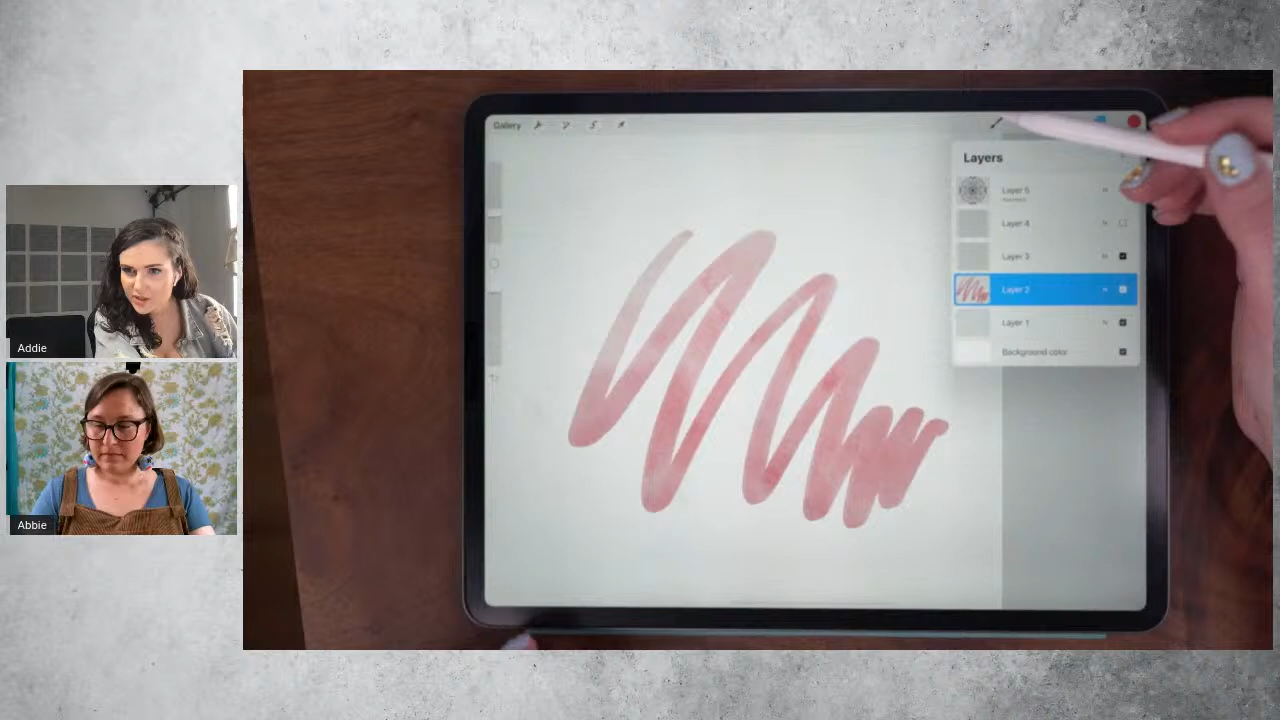 Addie
Abbie
Gallery
Layers
Layer 5
Layer 4
Layer 3
Layer 2
Layer 1
Background color